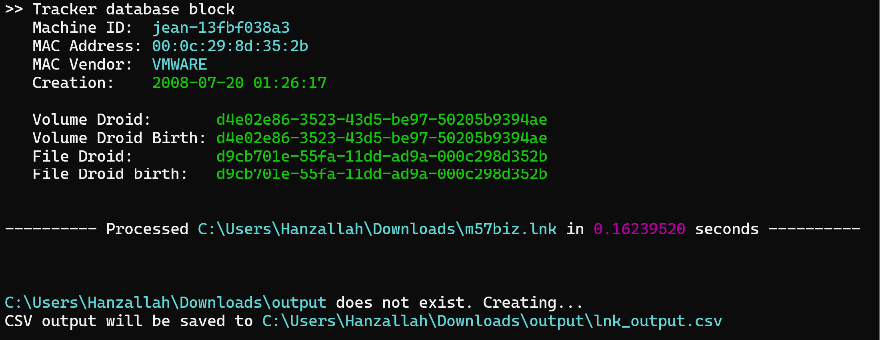 >> Tracker database block
Machine ID: jean-13fbf038a3
MAC Address: 00:0c:29:8d:35:2b
MAC Vendor: VMWARE
Creation: 2008-07-20 01:26:17
Volume Droid: d4e02e86-3523-43d5-be97-50205b9394ae
Volume Droid Birth: d4e02e86-3523-43d5-be97-50205b9394ae
File Droid: d9cb701e-55fa-11dd-ad9a-000c298d352b
File Droid birth: d9cb701e-55fa-11dd-ad9a-000c298d352b
---------- Processed C:\Users\Hanzallah\Downloads\m57biz.lnk in 0.16239520 seconds ----------
C:\Users\Hanzallah\Downloads\output does not exist. Creating...
CSV output will be saved to C:\Users\Hanzallah\Downloads\output\lnk_output.csv